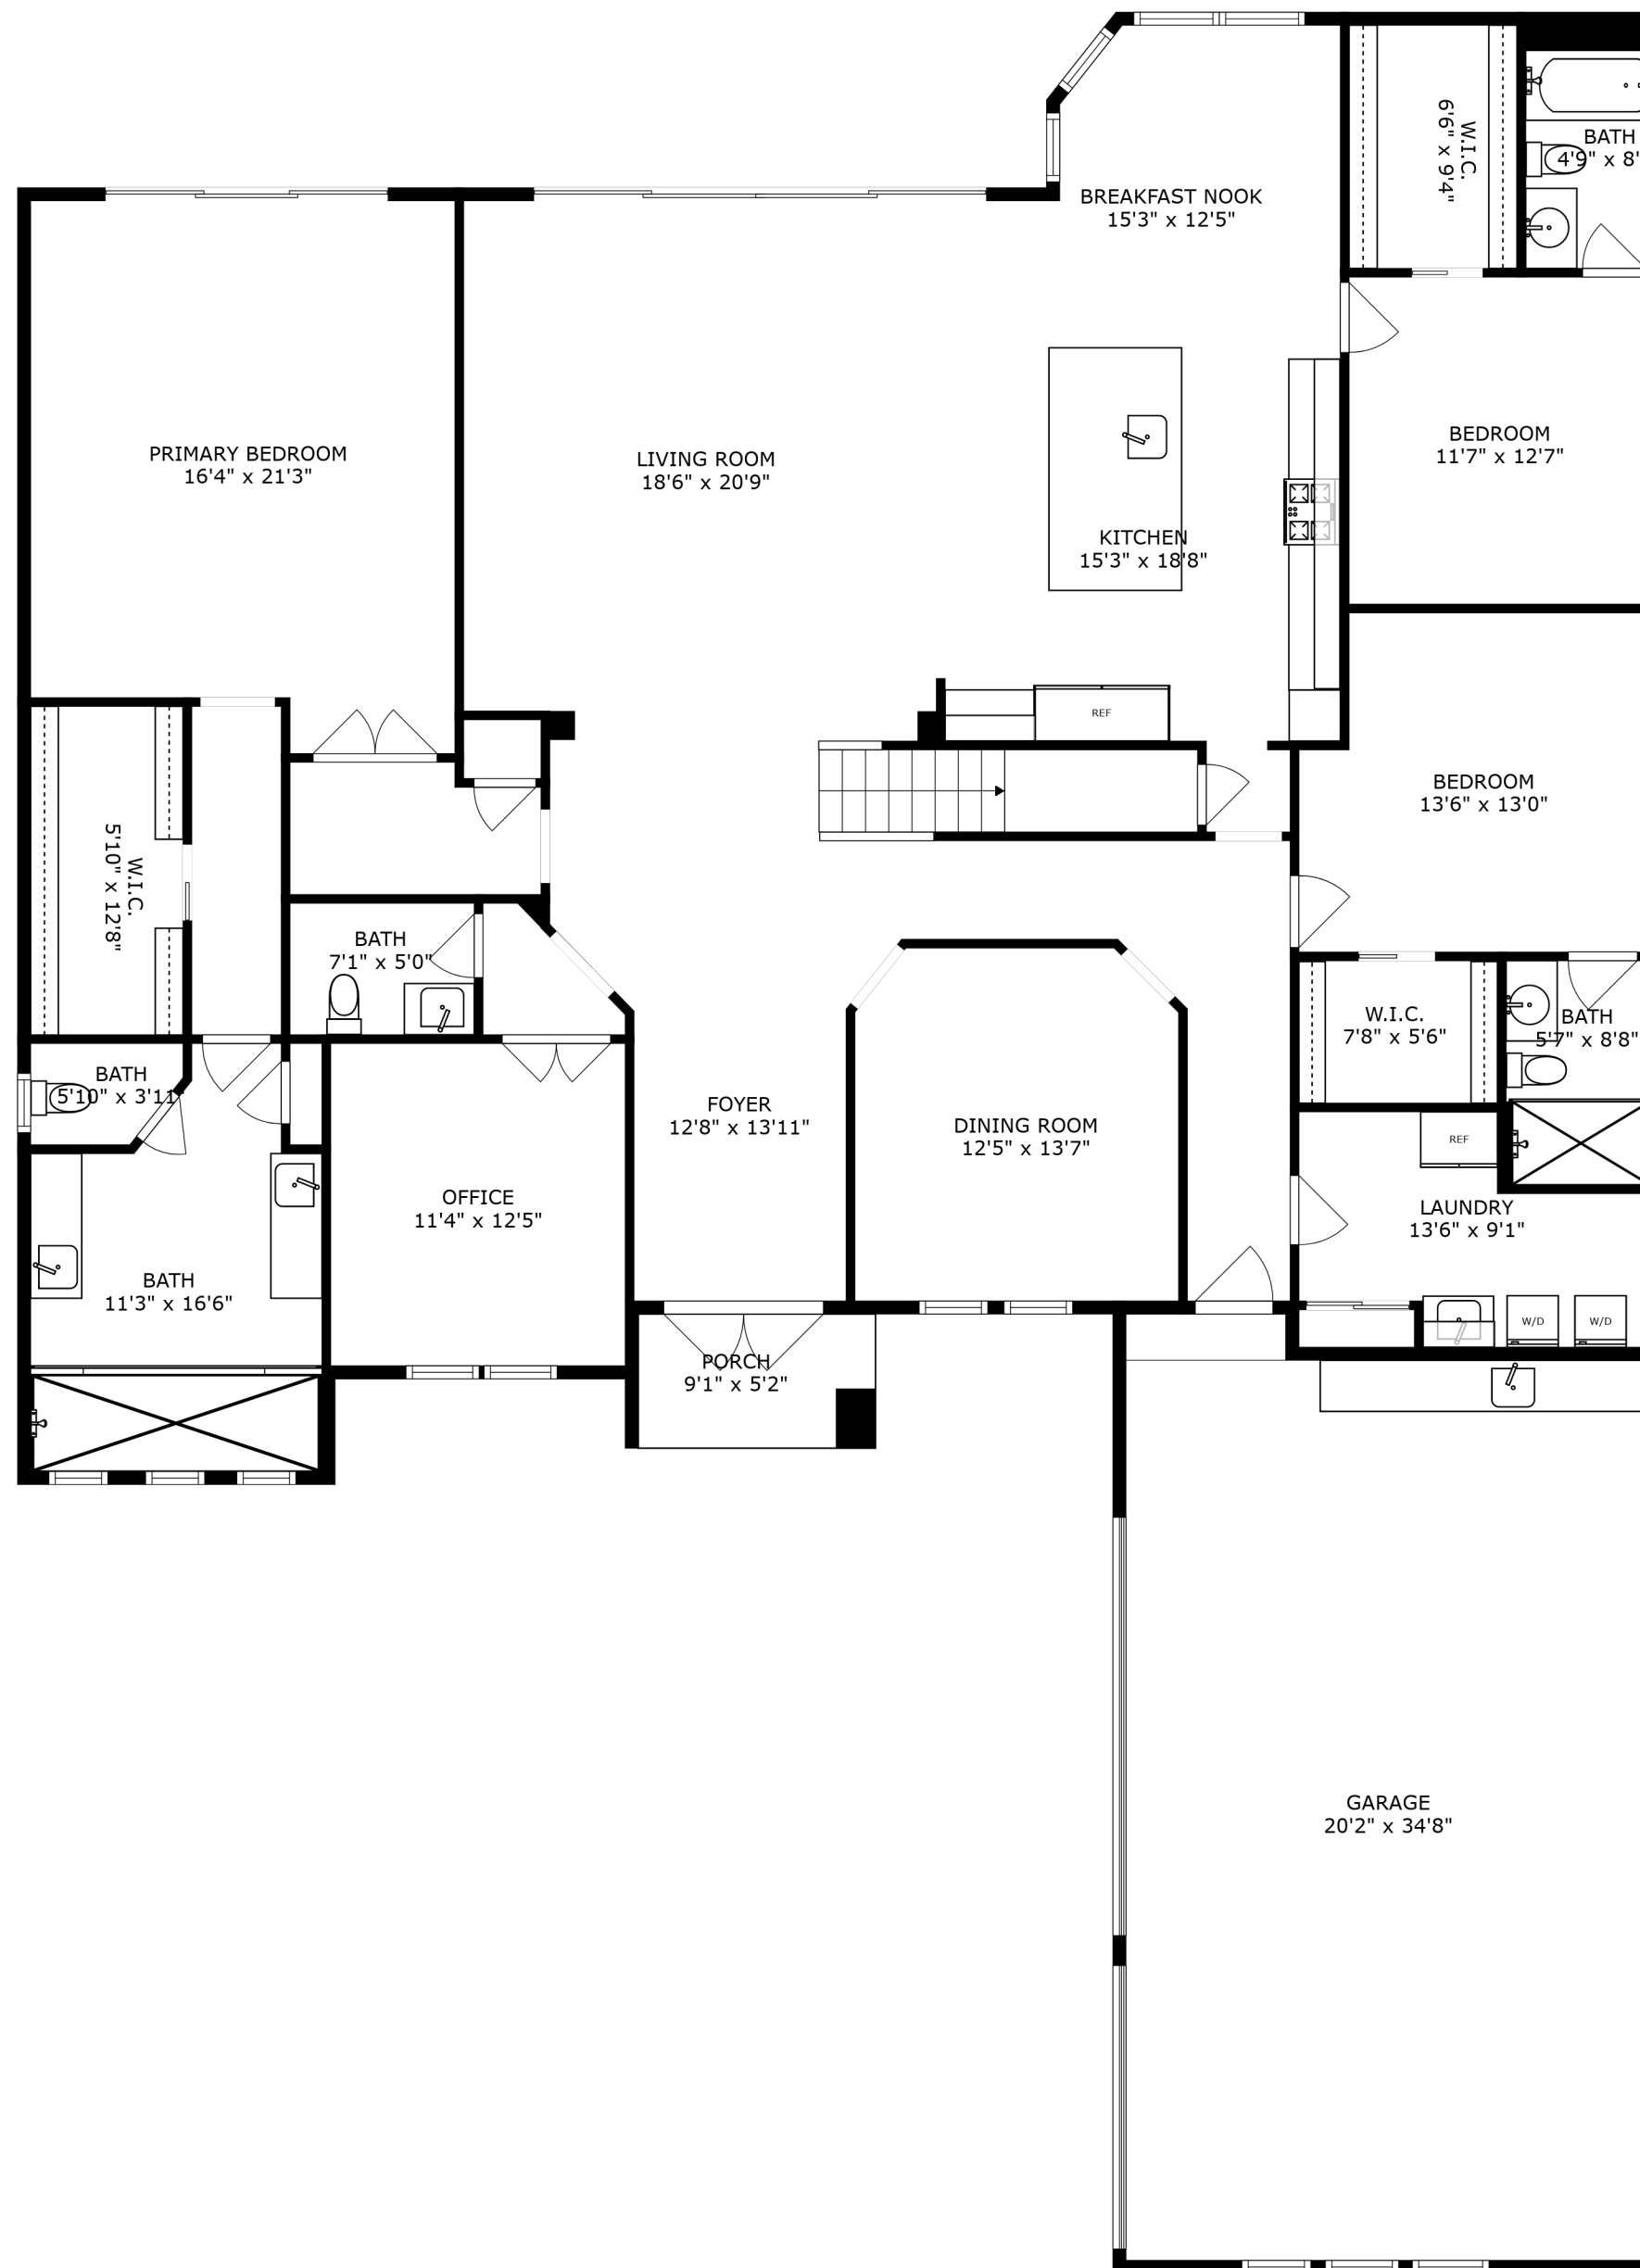 W.I.C.
6'6" x 9'4"
BATH
4'9" x 8'
BREAKFAST NOOK
15'3" x 12'5"
BEDROOM
11'7" x 12'7"
PRIMARY BEDROOM
16'4" x 21'3"
LIVING ROOM
18'6" x 20'9"
KITCHEN
15'3" x 18'8"
REF
BEDROOM
13'6" x 13'0"
W.I.C.
5'10" x 12'8"
BATH
7'1" x 5'0"
W.I.C.
7'8" x 5'6"
BATH
5'7" x 8'8"
BATH
5'10" x 3'11"
FOYER
12'8" x 13'11"
DINING ROOM
12'5" x 13'7"
REF
OFFICE
11'4" x 12'5"
LAUNDRY
13'6" x 9'1"
BATH
11'3" x 16'6"
W/D
W/D
PORCH
9'1" x 5'2"
GARAGE
20'2" x 34'8"